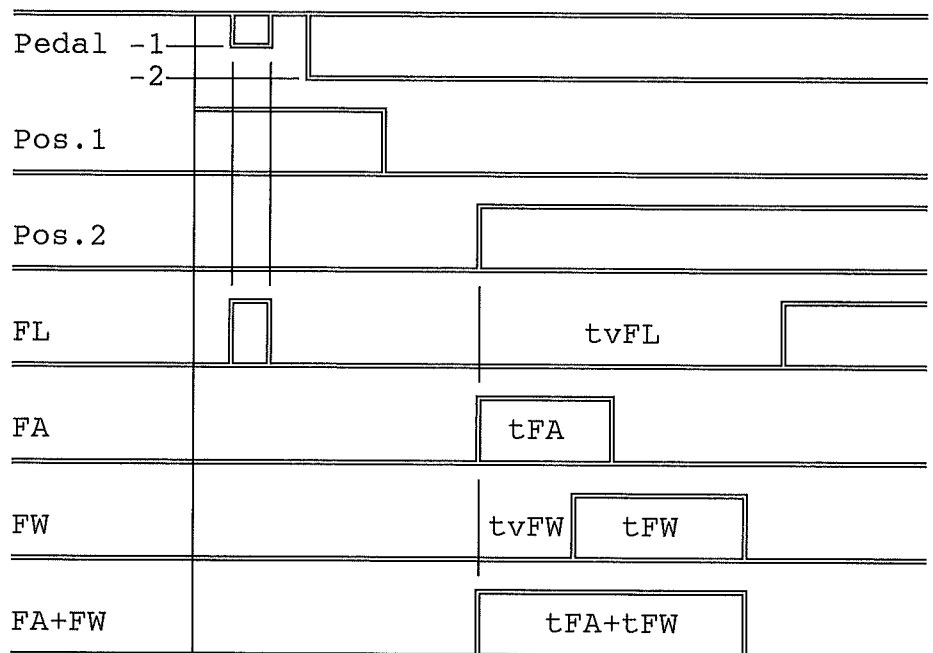 Pedal -1
-2
Pos.1
Pos.2
FL tvFL
FA tFA
FW tvFW tFW
FA+FW tFA+tFW